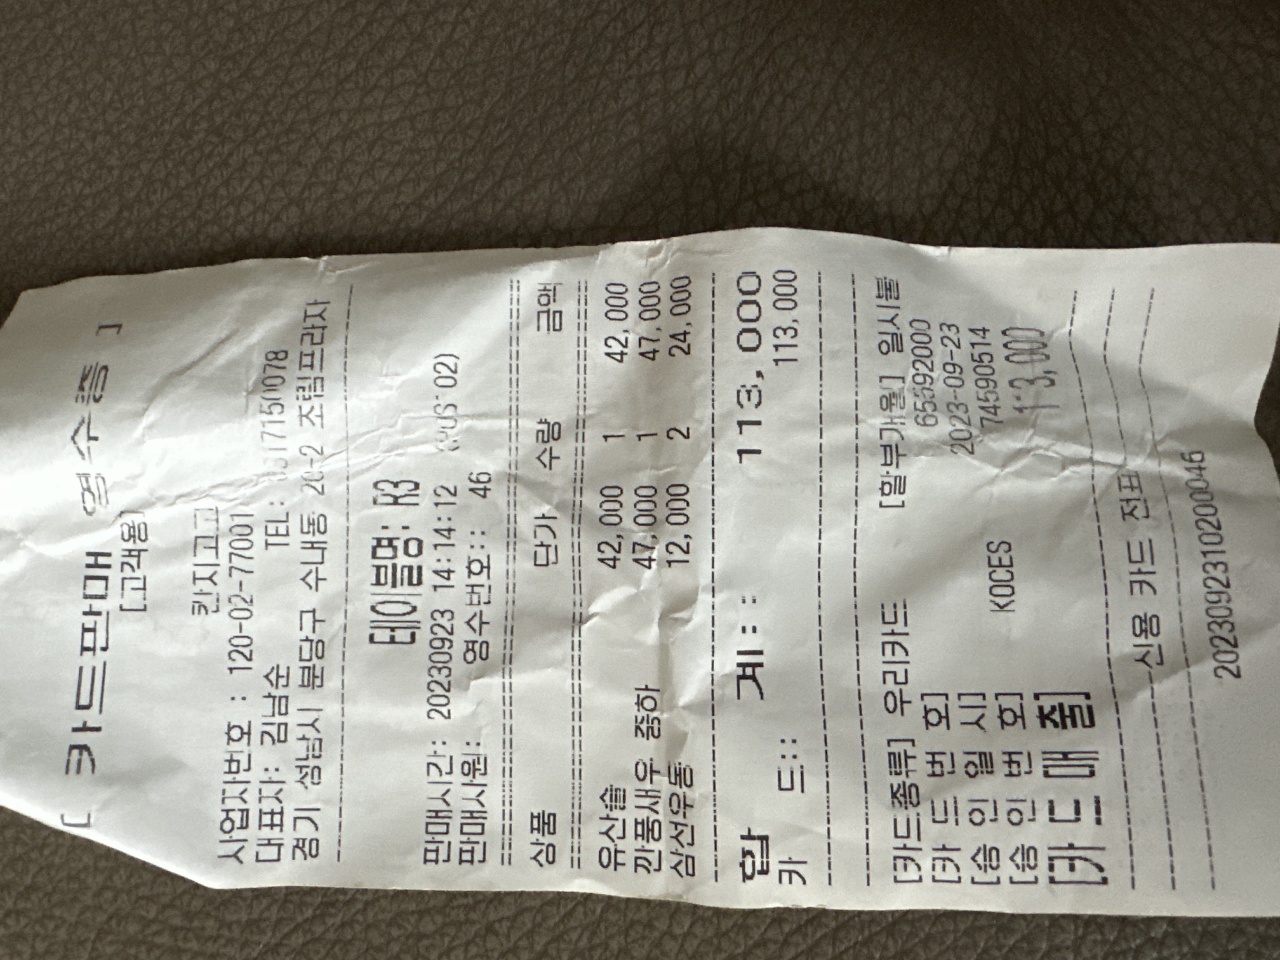 [ 카드판매 영수증 ]
[고객용]
칸지고고
사업자번호 : 120-02-77001
대표자: 김남순 TEL:
경기 성남시 분당구 수내동 20-2 조림프라자
테이블명: R3
판매시간: 20230923 14:14:12 (POS:02)
판매사원: 영수번호:: 46
상품 단가 수량 금액
유산슬 42,000 1 42,000
깐풍새우 중하 47,000 1 47,000
삼선우동 12,000 2 24,000
합 계:: 113,000
카 드:: 113,000
[카드종류] 우리카드 [할부개월] 일시불
[카 드 번 호]
[승 인 일 시] 2023-09-23
[승 인 번 호] KOCES 74590514
[카 드 매 출] 113,000
신용 카드 전표
2023092310200046